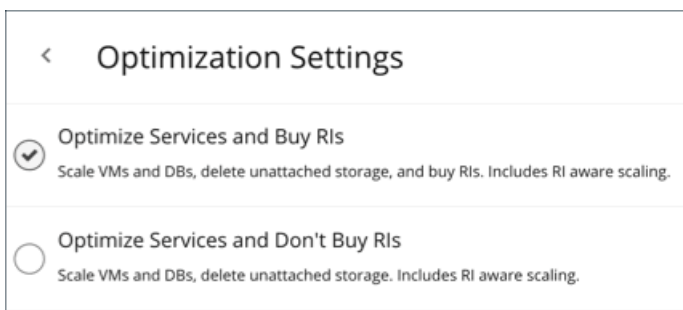 Optimization Settings
Optimize Services and Buy RIs
Scale VMs and DBs, delete unattached storage, and buy RIs. Includes RI aware scaling.
Optimize Services and Don't Buy RIs
Scale VMs and DBs, delete unattached storage. Includes RI aware scaling.